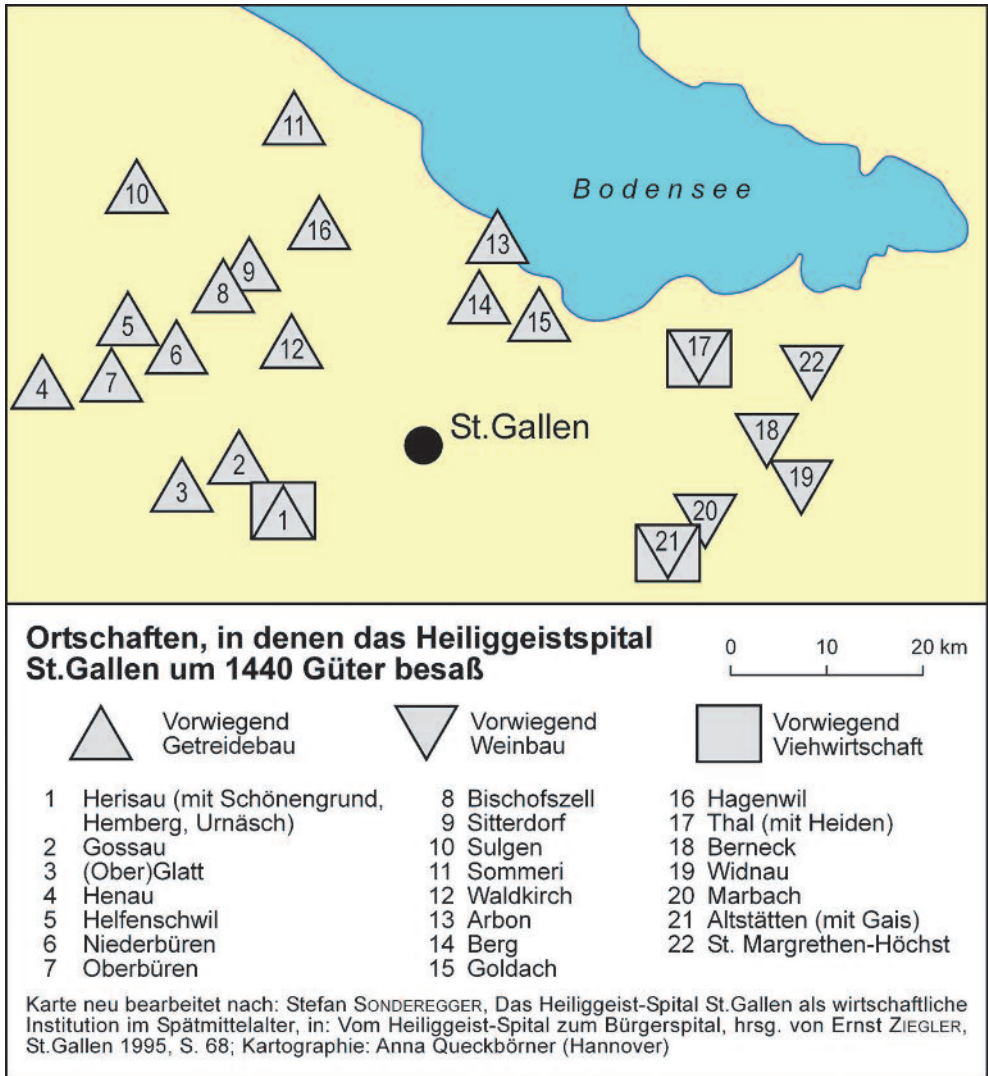 11
10
Bodensee
16
13
9
8
14
15
5
12
6
17
22
4
7
St.Gallen
18
2
3
19
1
20
21
Ortschaften, in denen das Heiliggeistspital
St.Gallen um 1440 Güter besaß
0 10 20 km
Vorwiegend
Getreidebau
Vorwiegend
Weinbau
Vorwiegend
Viehwirtschaft
1 Herisau (mit Schönengrund,
Hemberg, Urnäsch)
2 Gossau
3 (Ober)Glatt
4 Henau
5 Helfenschwil
6 Niederbüren
7 Oberbüren
8 Bischofszell
9 Sitterdorf
10 Sulgen
11 Sommeri
12 Waldkirch
13 Arbon
14 Berg
15 Goldach
16 Hagenwil
17 Thal (mit Heiden)
18 Berneck
19 Widnau
20 Marbach
21 Altstätten (mit Gais)
22 St. Margrethen-Höchst
Karte neu bearbeitet nach: Stefan SONDEREGGER, Das Heiliggeist-Spital St.Gallen als wirtschaftliche
Institution im Spätmittelalter, in: Vom Heiliggeist-Spital zum Bürgerspital, hrsg. von Ernst ZIEGLER,
St.Gallen 1995, S. 68; Kartographie: Anna Queckbörner (Hannover)